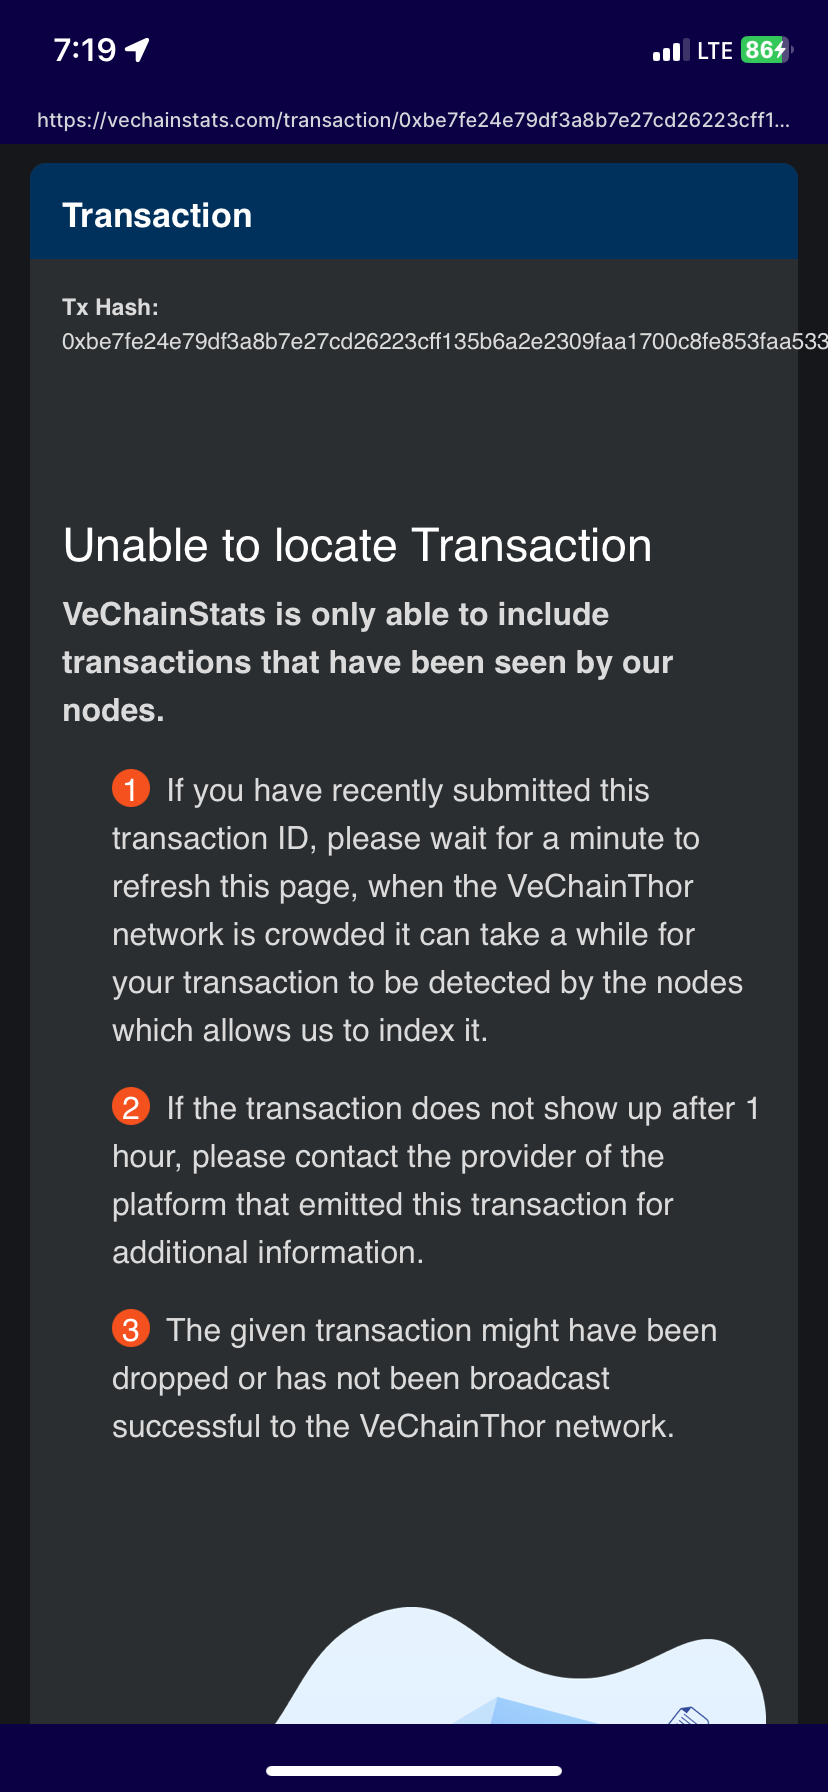 7:19
LTE 86
https://vechainstats.com/transaction/0xbe7fe24e79df3a8b7e27cd26223cff1...
Transaction
Tx Hash:
0xbe7fe24e79df3a8b7e27cd26223cff135b6a2e2309faa1700c8fe853faa533
Unable to locate Transaction
VeChainStats is only able to include
transactions that have been seen by our
nodes.
1 If you have recently submitted this
transaction ID, please wait for a minute to
refresh this page, when the VeChainThor
network is crowded it can take a while for
your transaction to be detected by the nodes
which allows us to index it.
2 If the transaction does not show up after 1
hour, please contact the provider of the
platform that emitted this transaction for
additional information.
3 The given transaction might have been
dropped or has not been broadcast
successful to the VeChainThor network.